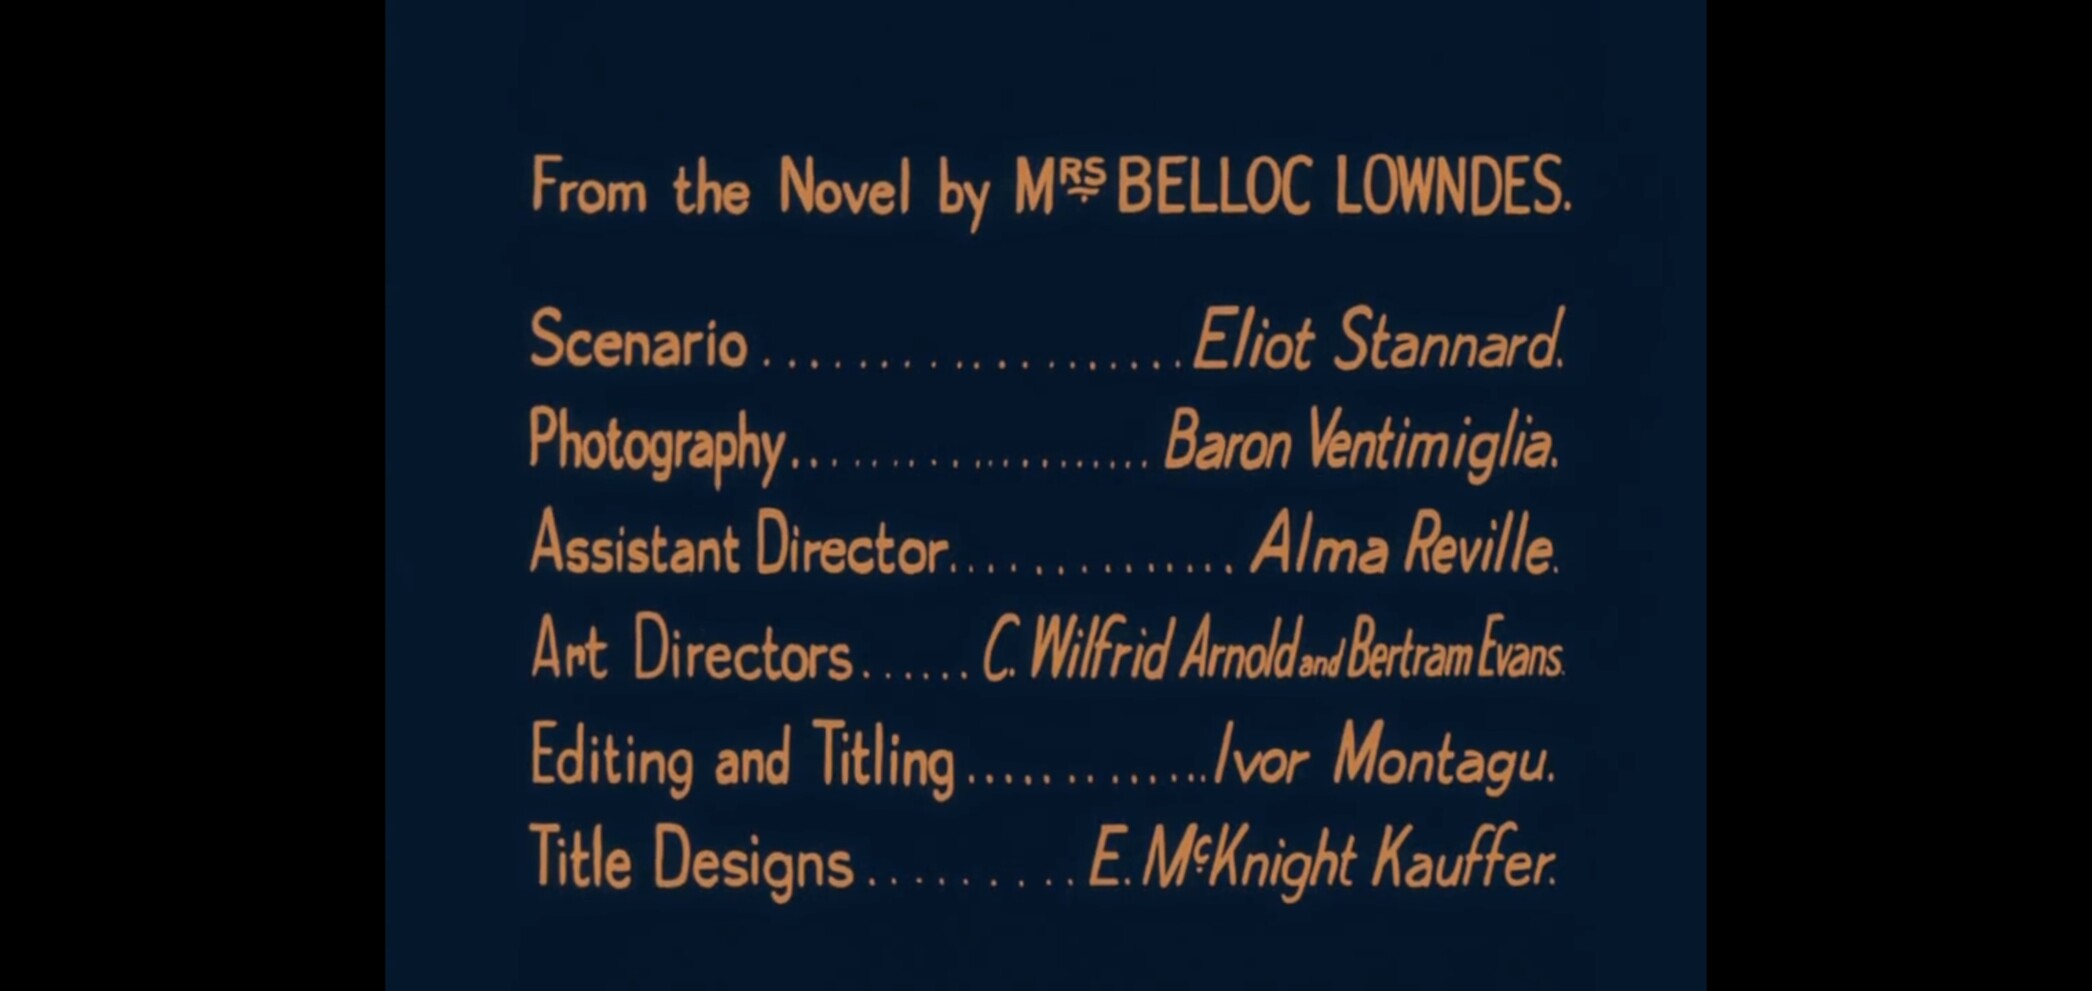 From the Novel by Mrs BELLOC LOWNDES.
Scenario....................Eliot Stannard.
Photography....................Baron Ventimiglia.
Assistant Director...............Alma Reville.
Art Directors......C. Wilfrid Arnold and Bertram Evans.
Editing and Titling.............Ivor Montagu.
Title Designs.........E. McKnight Kauffer.